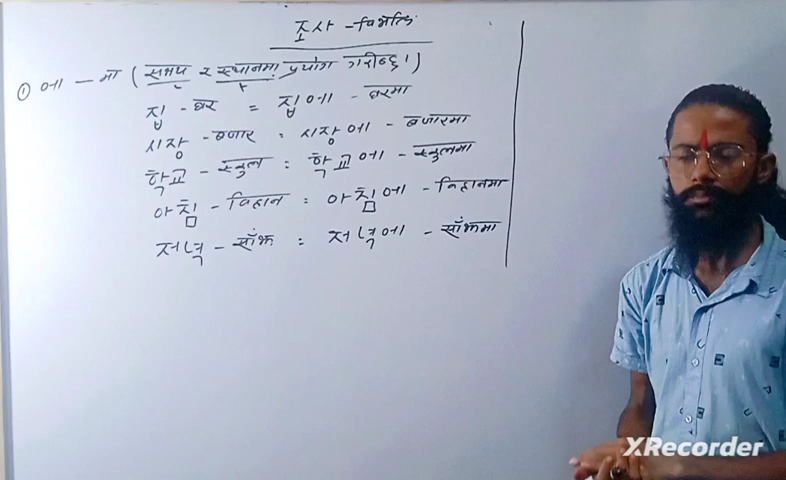 조사 - विभक्ति
① 에 - मा (समय र स्थानमा प्रयोग गरीन्छ।)
집 - घर = 집에 - घरमा
시장 - बजार = 시장에 - बजारमा
학교 - स्कुल = 학교에 - स्कुलमा
아침 - विहान = 아침에 - विहानमा
저녁 - साँझ = 저녁에 - साँझमा
XRecorder